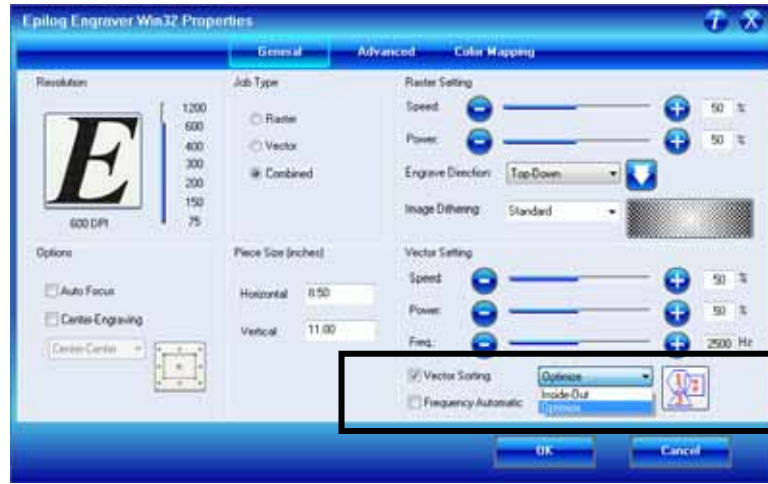 Epilog Engraver Win32 Properties
? X
General Advanced Color Mapping
Resolution
E
1200
600
400
300
200
150
75
600 DPI
Job Type
Raster
Vector
Combined
Raster Setting
Speed: 50 %
Power: 50 %
Engrave Direction: Top-Down
Image Dithering: Standard
Options
Auto Focus
Center-Engraving
Center-Center
Piece Size (inches)
Horizontal 8.50
Vertical 11.00
Vector Setting
Speed: 50 %
Power: 50 %
Freq.: 2500 Hz
Vector Sorting Optimize
Inside-Out
Optimize
Frequency Automatic
OK Cancel